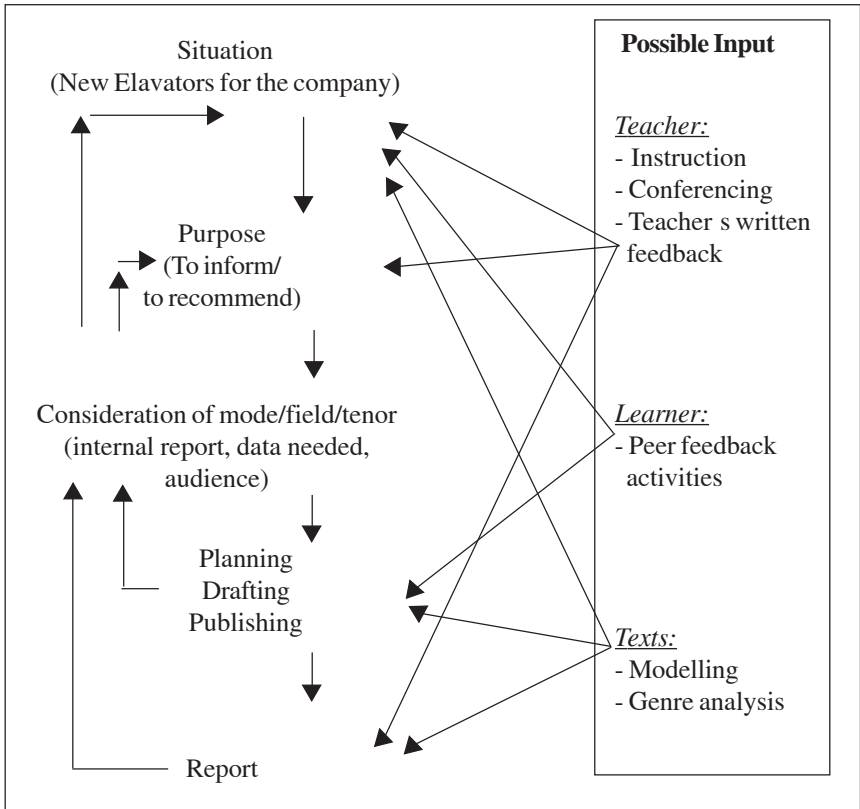 Situation
(New Elavators for the company)
Purpose
(To inform/
to recommend)
Consideration of mode/field/tenor
(internal report, data needed,
audience)
Planning
Drafting
Publishing
Report
Possible Input
Teacher:
- Instruction
- Conferencing
- Teacher s written
feedback
Learner:
- Peer feedback
activities
Texts:
- Modelling
- Genre analysis